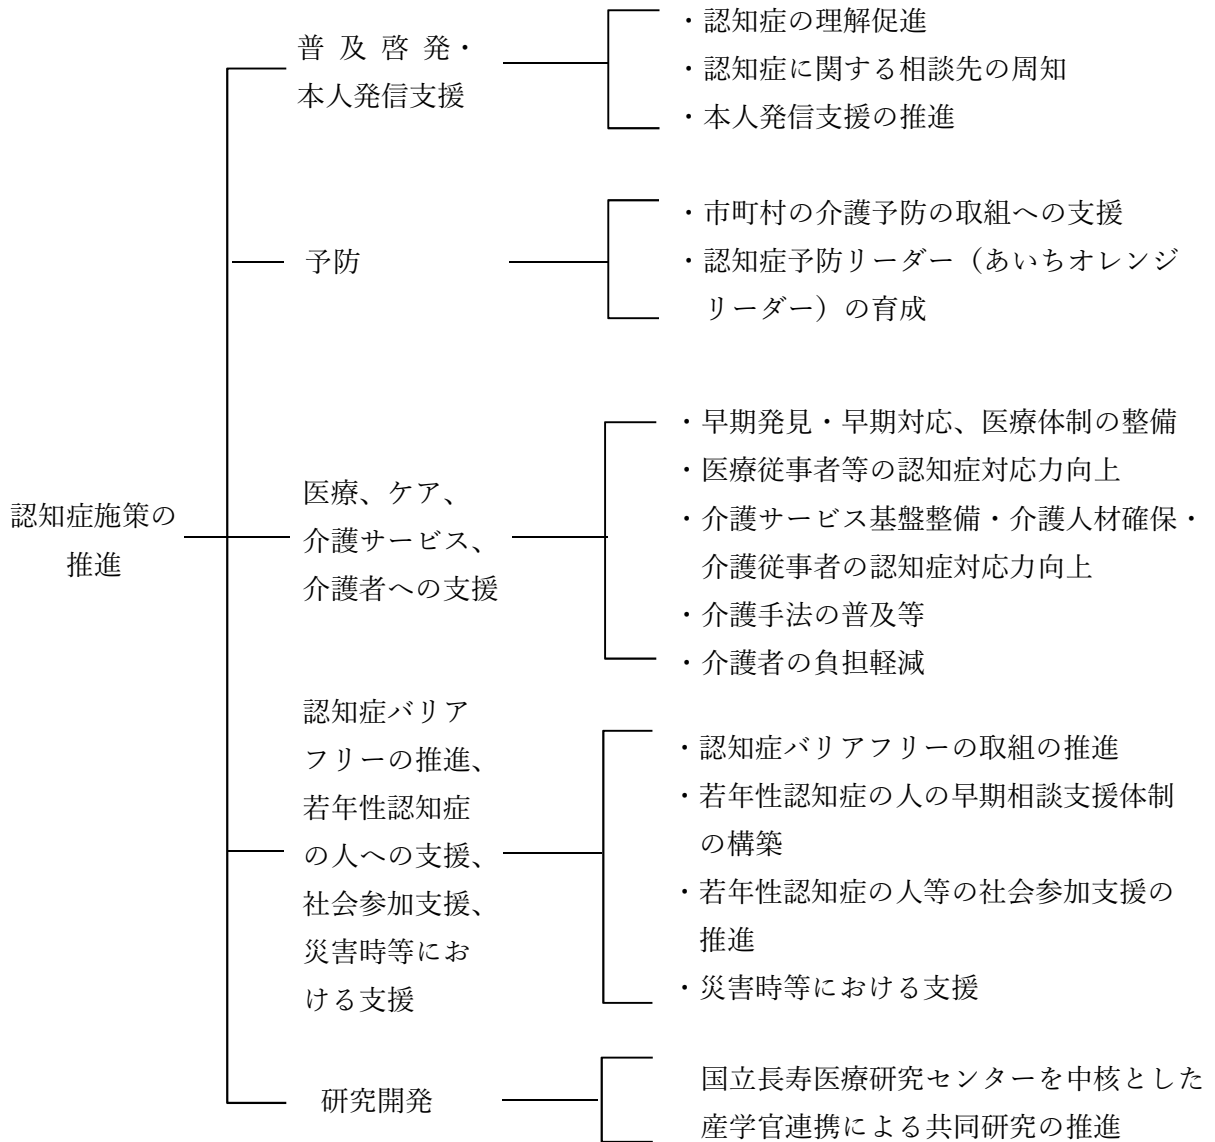 認知症施策の
推進
普及啓発・
本人発信支援
・認知症の理解促進
・認知症に関する相談先の周知
・本人発信支援の推進
予防
・市町村の介護予防の取組への支援
・認知症予防リーダー（あいちオレンジ
リーダー）の育成
医療、ケア、
介護サービス、
介護者への支援
・早期発見・早期対応、医療体制の整備
・医療従事者等の認知症対応力向上
・介護サービス基盤整備・介護人材確保・
介護従事者の認知症対応力向上
・介護手法の普及等
・介護者の負担軽減
認知症バリア
フリーの推進、
若年性認知症
の人への支援、
社会参加支援、
災害時等にお
ける支援
・認知症バリアフリーの取組の推進
・若年性認知症の人の早期相談支援体制
の構築
・若年性認知症の人等の社会参加支援の
推進
・災害時等における支援
研究開発
国立長寿医療研究センターを中核とした
産学官連携による共同研究の推進